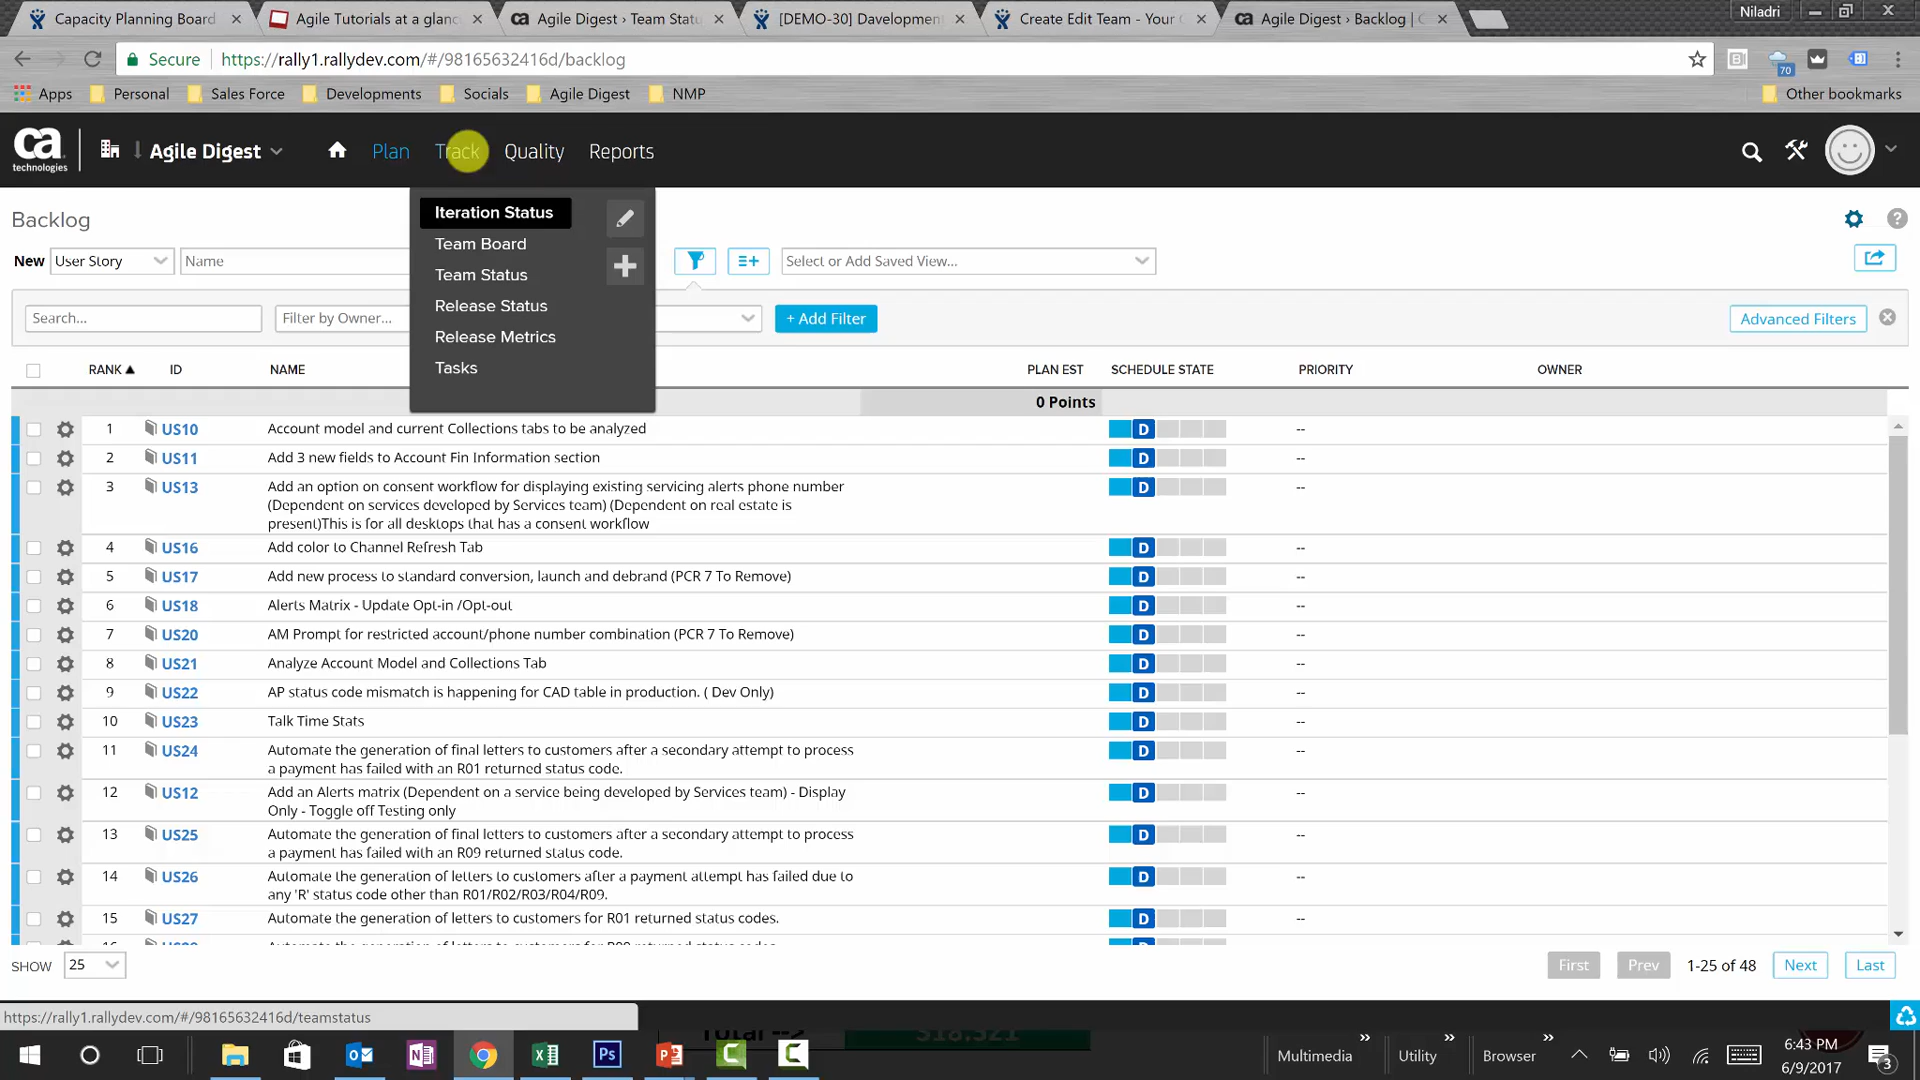 Capacity Planning Board
Agile Tutorials at a glanc
Agile Digest › Team Statu
[DEMO-30] Davelopment
Create Edit Team - Your
Agile Digest › Backlog | C
Niladri
Secure
https://rally1.rallydev.com/#/98165632416d/backlog
70
Apps
Personal
Sales Force
Developments
Socials
Agile Digest
NMP
Other bookmarks
ca
technologies
Agile Digest
Plan
Track
Quality
Reports
Iteration Status
Team Board
Team Status
Release Status
Release Metrics
Tasks
Backlog
New
User Story
Name
Select or Add Saved View...
Search...
Filter by Owner...
+ Add Filter
Advanced Filters
RANK ID NAME PLAN EST SCHEDULE STATE PRIORITY OWNER
0 Points
1 US10 Account model and current Collections tabs to be analyzed D --
2 US11 Add 3 new fields to Account Fin Information section D --
3 US13 Add an option on consent workflow for displaying existing servicing alerts phone number D --
(Dependent on services developed by Services team) (Dependent on real estate is
present)This is for all desktops that has a consent workflow
4 US16 Add color to Channel Refresh Tab D --
5 US17 Add new process to standard conversion, launch and debrand (PCR 7 To Remove) D --
6 US18 Alerts Matrix - Update Opt-in /Opt-out D --
7 US20 AM Prompt for restricted account/phone number combination (PCR 7 To Remove) D --
8 US21 Analyze Account Model and Collections Tab D --
9 US22 AP status code mismatch is happening for CAD table in production. ( Dev Only) D --
10 US23 Talk Time Stats D --
11 US24 Automate the generation of final letters to customers after a secondary attempt to process D --
a payment has failed with an R01 returned status code.
12 US12 Add an Alerts matrix (Dependent on a service being developed by Services team) - Display D --
Only - Toggle off Testing only
13 US25 Automate the generation of final letters to customers after a secondary attempt to process D --
a payment has failed with an R09 returned status code.
14 US26 Automate the generation of letters to customers after a payment attempt has failed due to D --
any 'R' status code other than R01/R02/R03/R04/R09.
15 US27 Automate the generation of letters to customers for R01 returned status codes. D --
SHOW 25
First Prev 1-25 of 48 Next Last
https://rally1.rallydev.com/#/98165632416d/teamstatus
Total -->
Multimedia
Utility
Browser
6:43 PM
6/9/2017
3